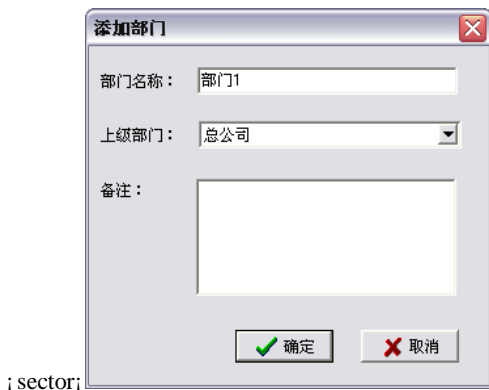 添加部门
部门名称： 部门1
上级部门： 总公司
备注：
确定 取消
¡ sector¡